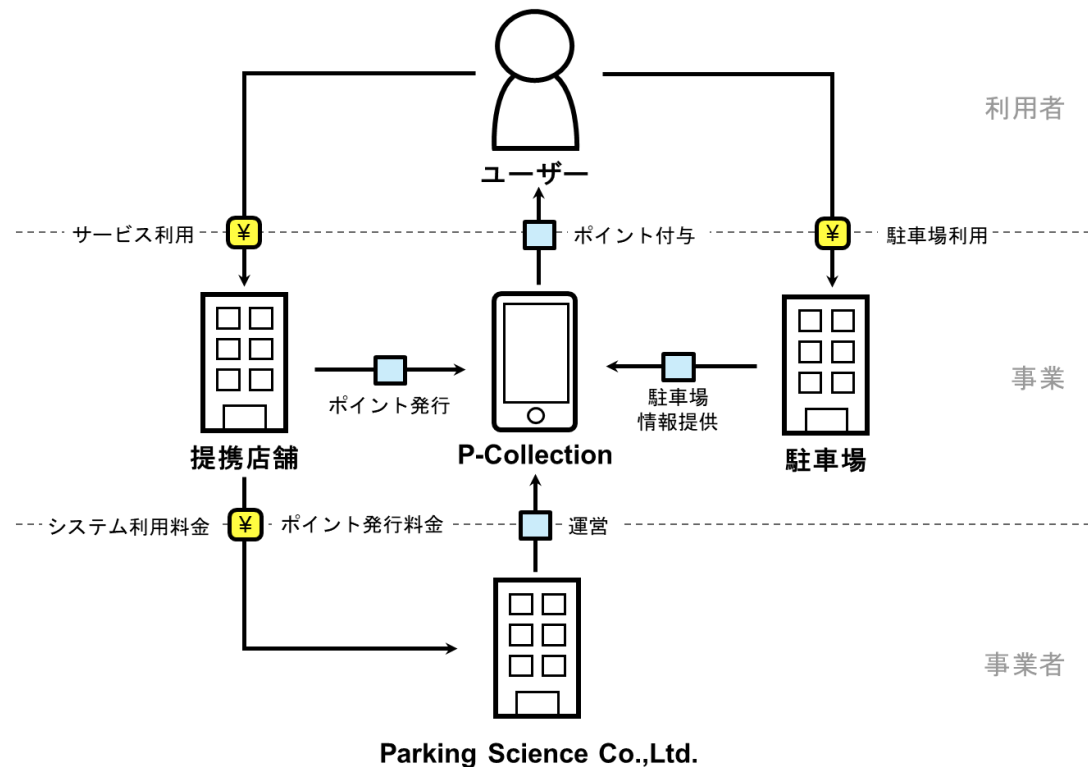 利用者
ユーザー
サービス利用
¥
ポイント付与
¥
駐車場利用
事業
ポイント発行
駐車場
情報提供
提携店舗
P-Collection
駐車場
システム利用料金
¥
ポイント発行料金
運営
事業者
Parking Science Co.,Ltd.